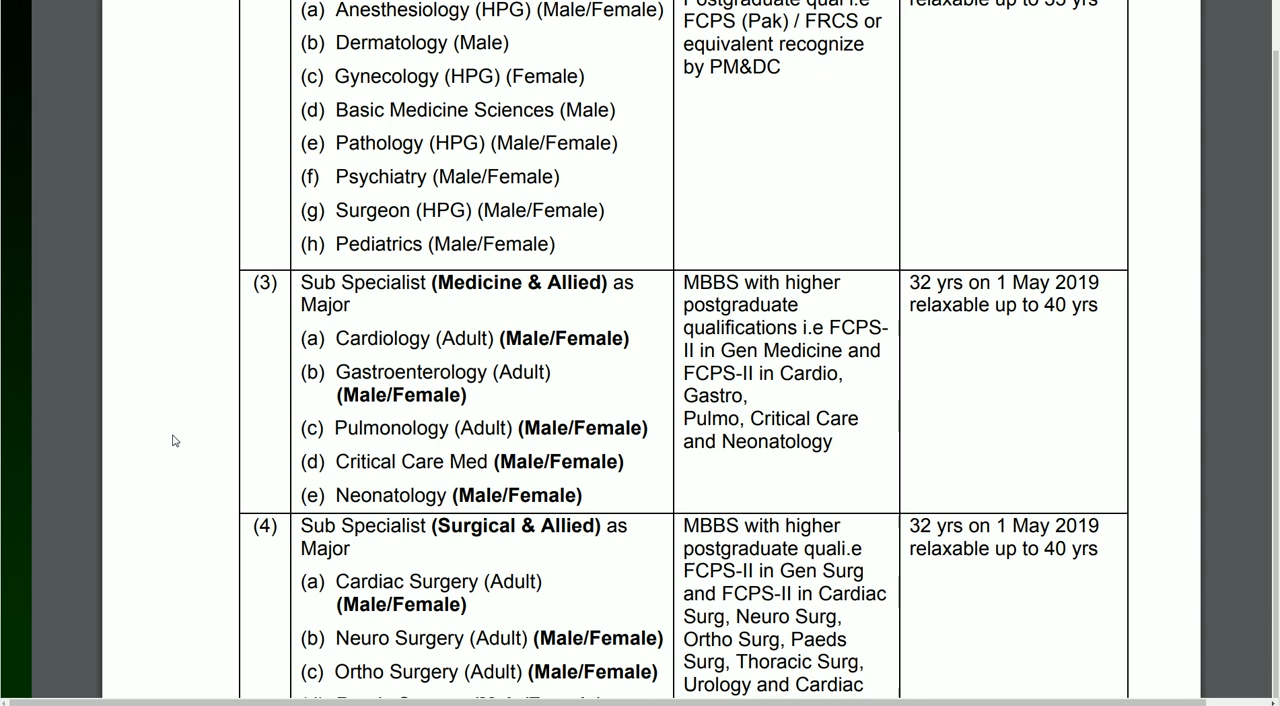 (a) Anesthesiology (HPG) (Male/Female)
(b) Dermatology (Male)
(c) Gynecology (HPG) (Female)
(d) Basic Medicine Sciences (Male)
(e) Pathology (HPG) (Male/Female)
(f) Psychiatry (Male/Female)
(g) Surgeon (HPG) (Male/Female)
(h) Pediatrics (Male/Female)
Postgraduate qual i.e
FCPS (Pak) / FRCS or
equivalent recognize
by PM&DC
relaxable up to 35 yrs
(3)
Sub Specialist (Medicine & Allied) as
Major
(a) Cardiology (Adult) (Male/Female)
(b) Gastroenterology (Adult)
(Male/Female)
(c) Pulmonology (Adult) (Male/Female)
(d) Critical Care Med (Male/Female)
(e) Neonatology (Male/Female)
MBBS with higher
postgraduate
qualifications i.e FCPS-
II in Gen Medicine and
FCPS-II in Cardio,
Gastro,
Pulmo, Critical Care
and Neonatology
32 yrs on 1 May 2019
relaxable up to 40 yrs
(4)
Sub Specialist (Surgical & Allied) as
Major
(a) Cardiac Surgery (Adult)
(Male/Female)
(b) Neuro Surgery (Adult) (Male/Female)
(c) Ortho Surgery (Adult) (Male/Female)
MBBS with higher
postgraduate quali.e
FCPS-II in Gen Surg
and FCPS-II in Cardiac
Surg, Neuro Surg,
Ortho Surg, Paeds
Surg, Thoracic Surg,
Urology and Cardiac
32 yrs on 1 May 2019
relaxable up to 40 yrs